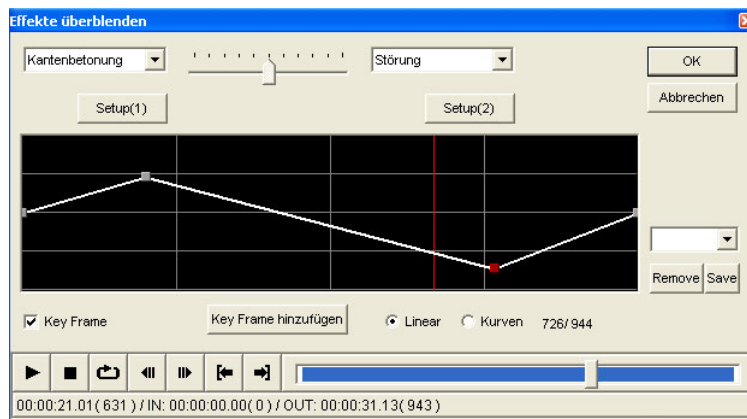 Effekte überblenden
Kantenbetonung
Störung
OK
Setup(1)
Setup(2)
Abbrechen
Remove
Save
Key Frame
Key Frame hinzufügen
Linear
Kurven
726/ 944
00:00:21.01( 631 ) / IN: 00:00:00.00( 0 ) / OUT: 00:00:31.13( 943 )